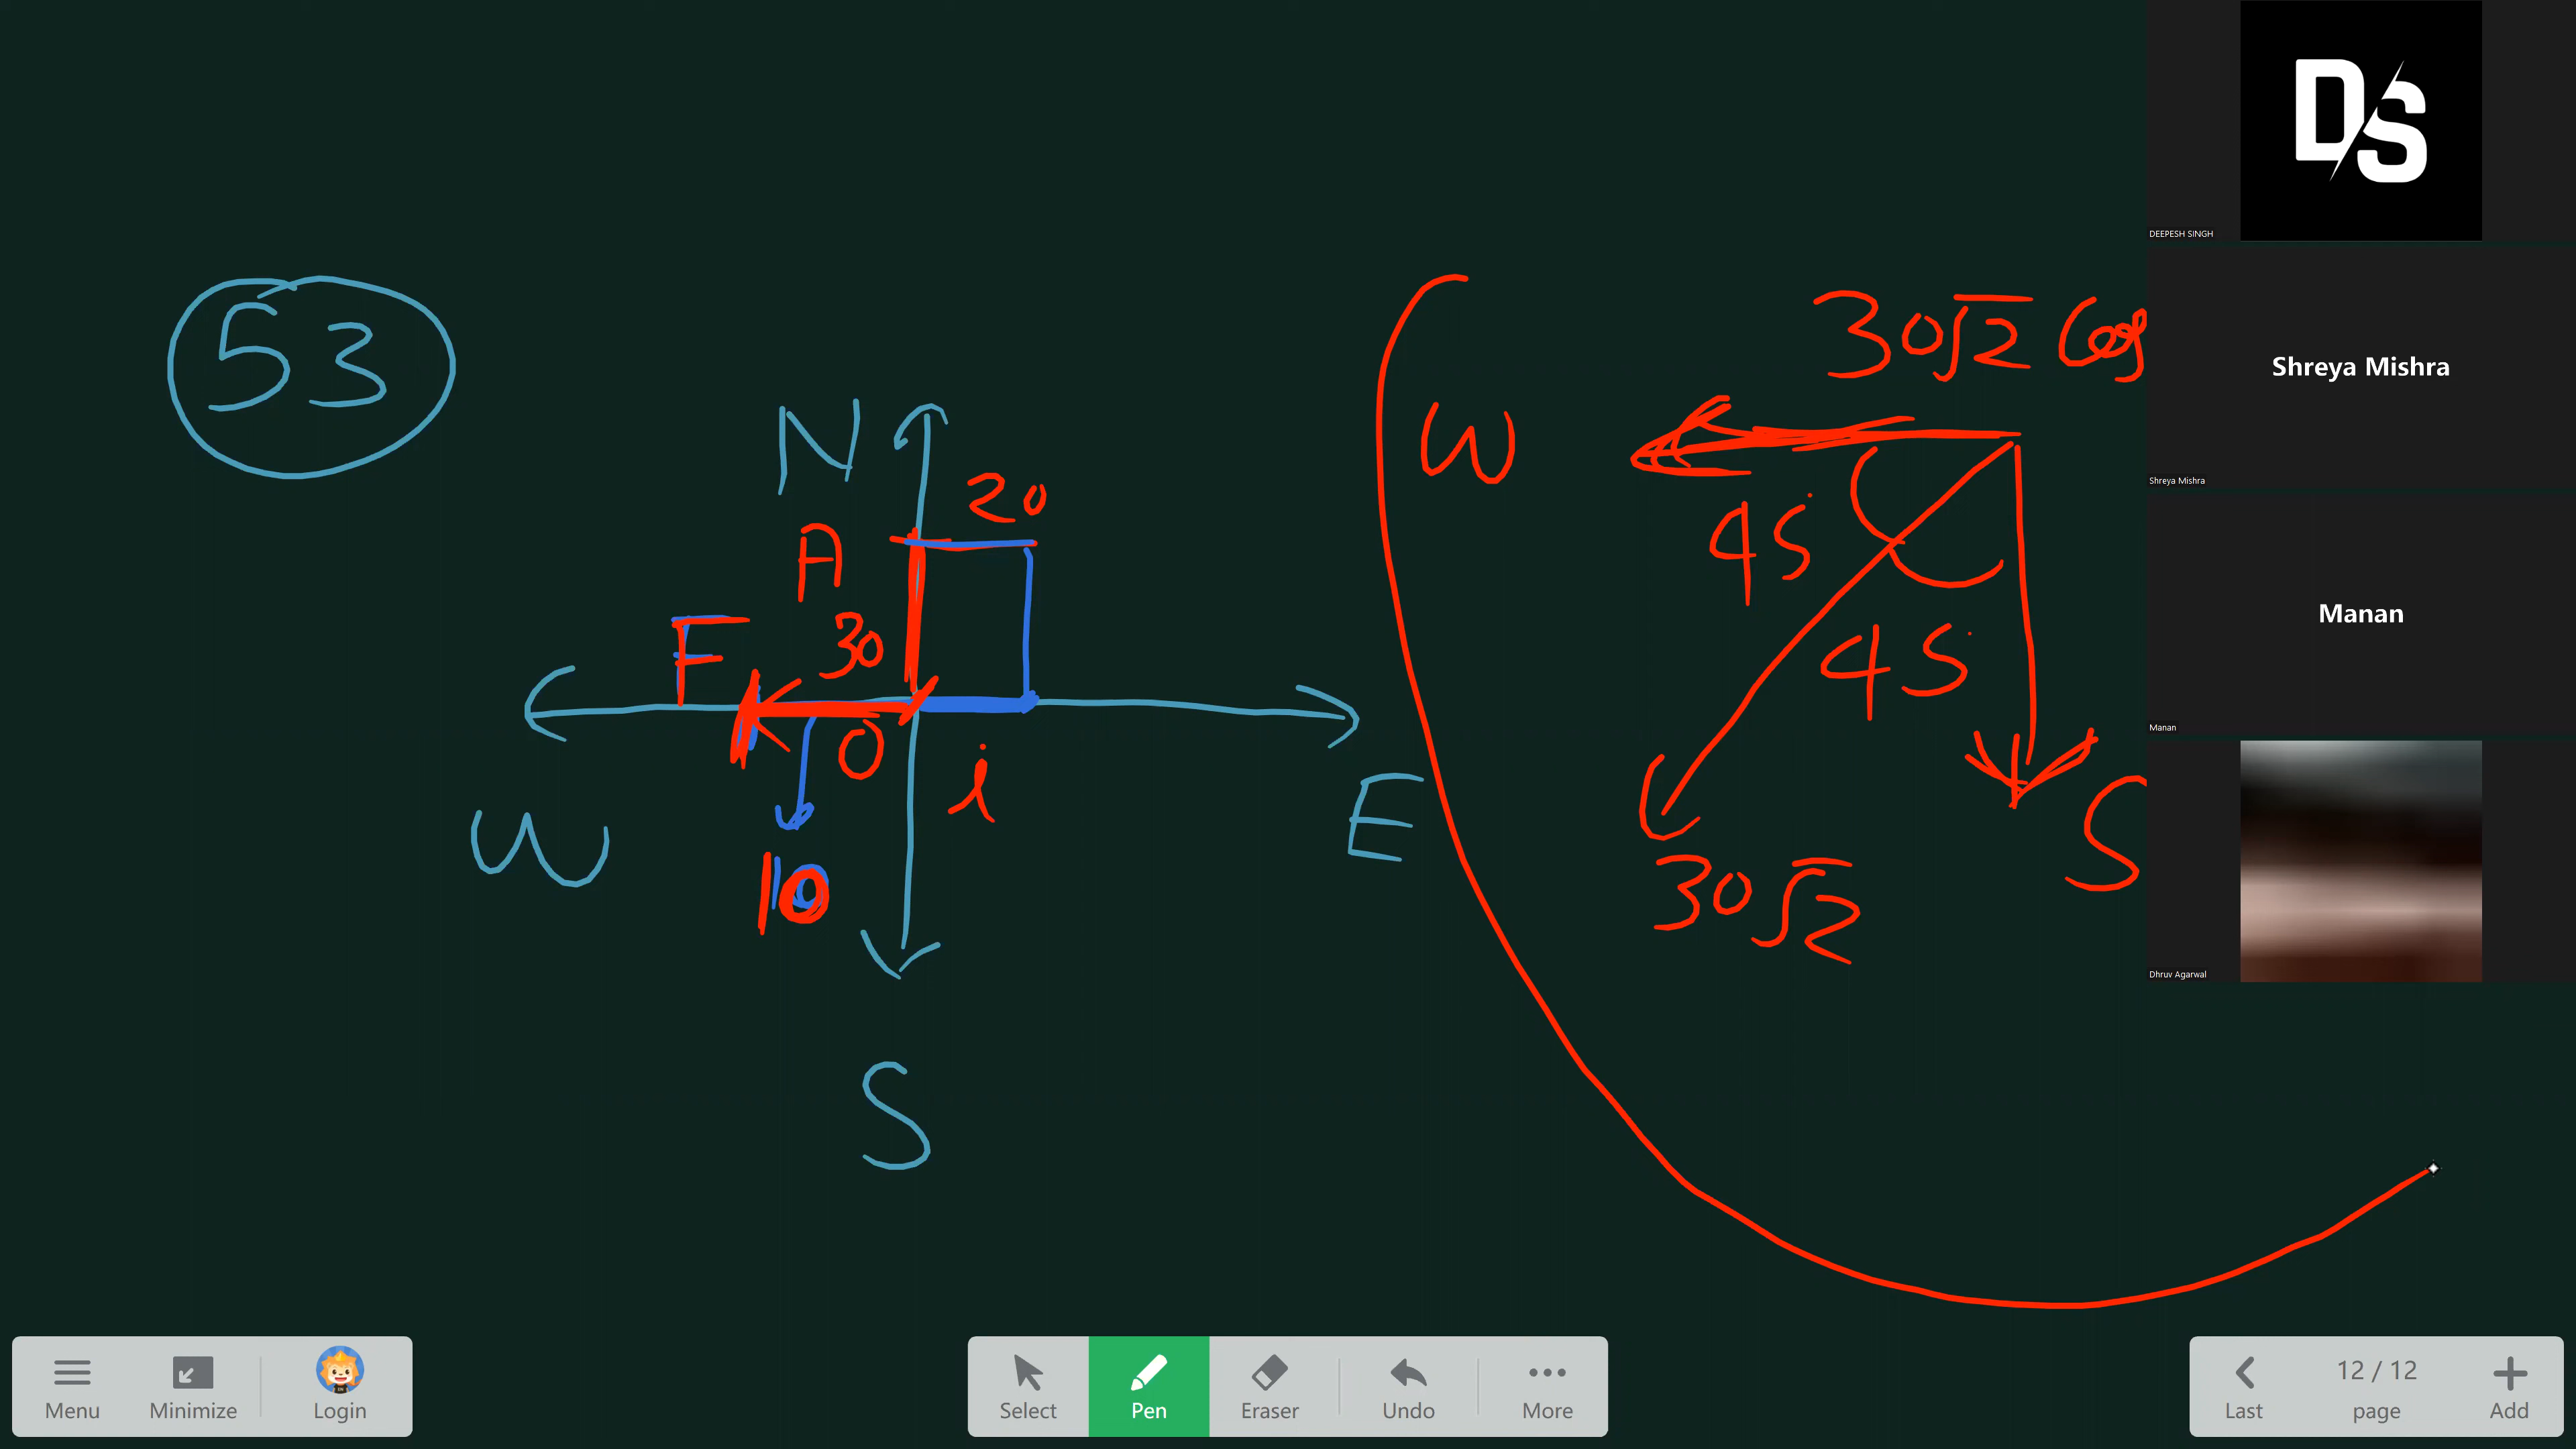 53
N
20
A
30
F
O
i
10
W
E
S
30√2 Cos
W
45
45
S
30√2
DS
DEEPESH SINGH
Shreya Mishra
Shreya Mishra
Manan
Manan
Dhruv Agarwal
Menu
Minimize
Login
Select
Pen
Eraser
Undo
More
Last
12 / 12
page
Add